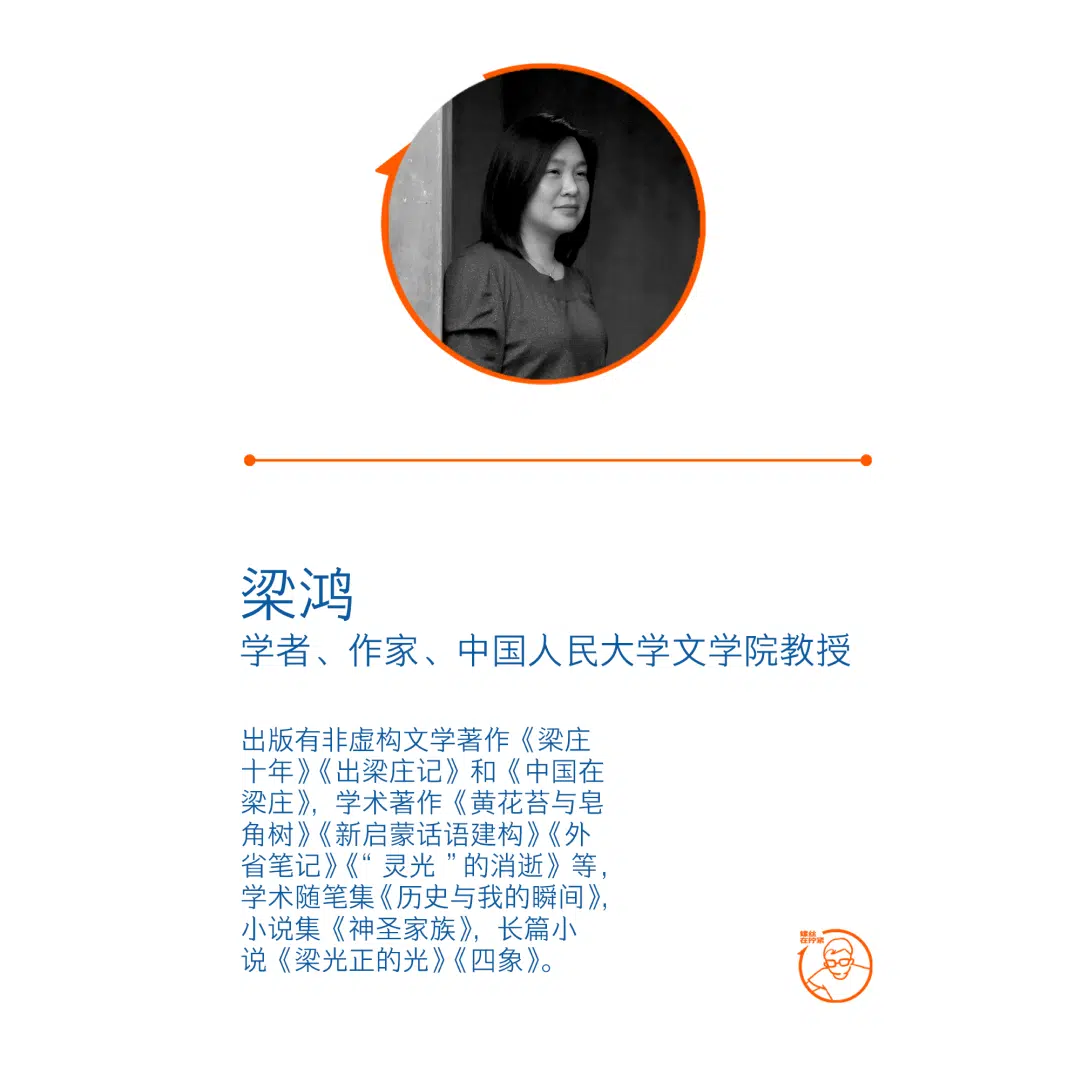 梁鸿
学者、作家、中国人民大学文学院教授
出版有非虚构文学著作《梁庄
十年》《出梁庄记》和《中国在
梁庄》，学术著作《黄花苔与皂
角树》《新启蒙话语建构》《外
省笔记》《“灵光”的消逝》等，
学术随笔集《历史与我的瞬间》，
小说集《神圣家族》，长篇小
说《梁光正的光》《四象》。
螺丝
在拧紧